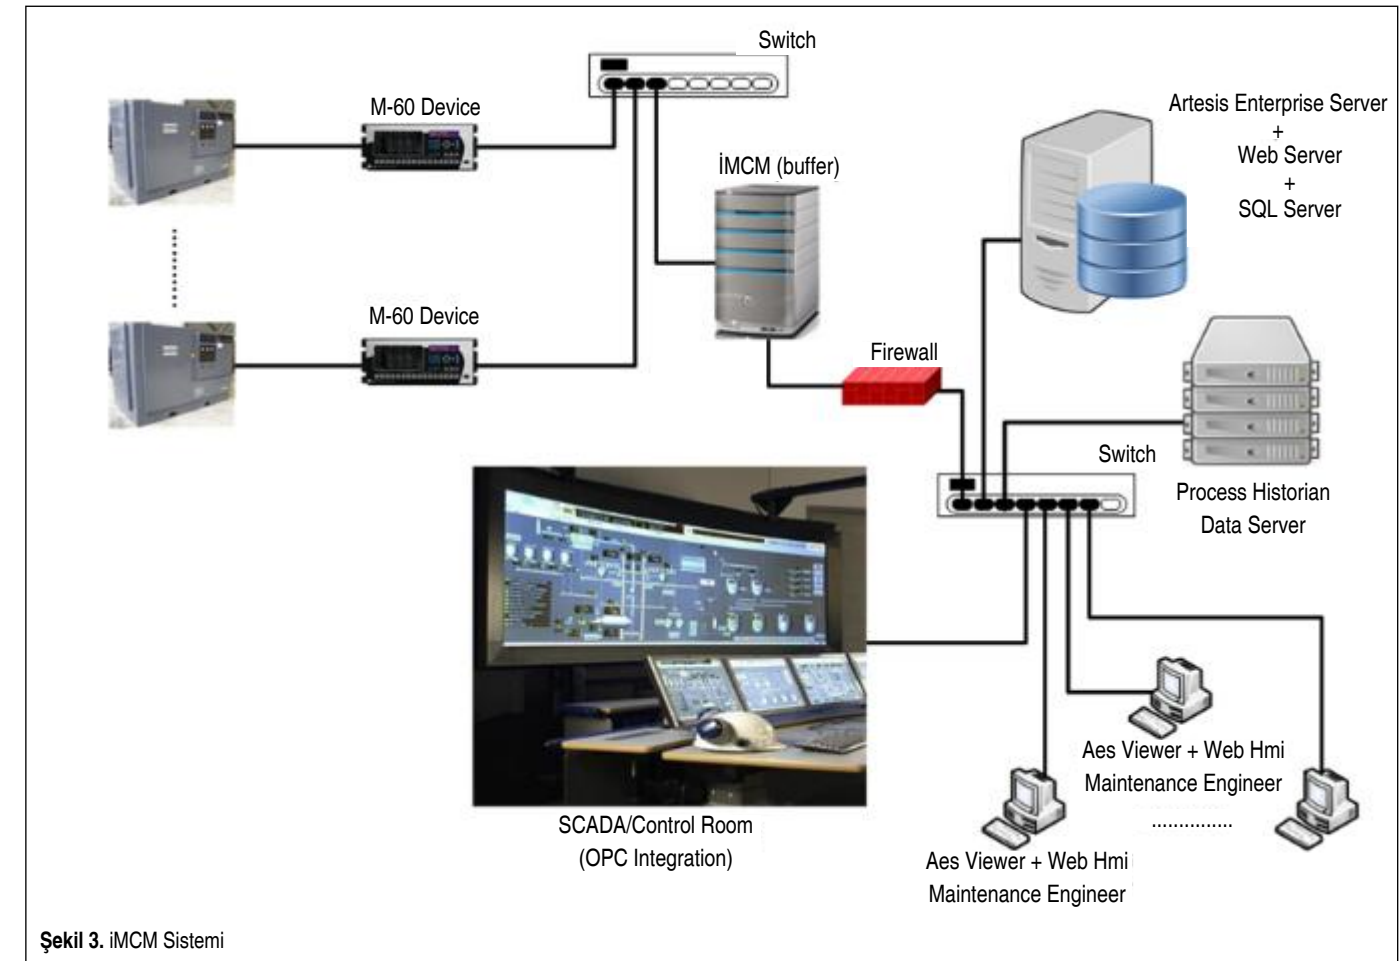 Switch
M-60 Device
İMCM (buffer)
Artesis Enterprise Server
+
Web Server
+
SQL Server
M-60 Device
Firewall
Switch
Process Historian
Data Server
SCADA/Control Room
(OPC Integration)
Aes Viewer + Web Hmi
Maintenance Engineer
...............
Aes Viewer + Web Hmi
Maintenance Engineer
Şekil 3. iMCM Sistemi